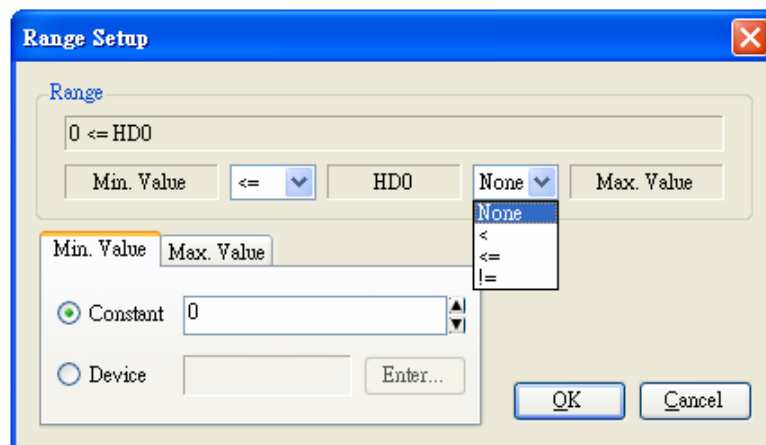 Range Setup
Range
0 <= HD0
Min. Value <= HD0 None Max. Value
None
<
<=
!=
Min. Value Max. Value
Constant 0
Device Enter...
OK Cancel